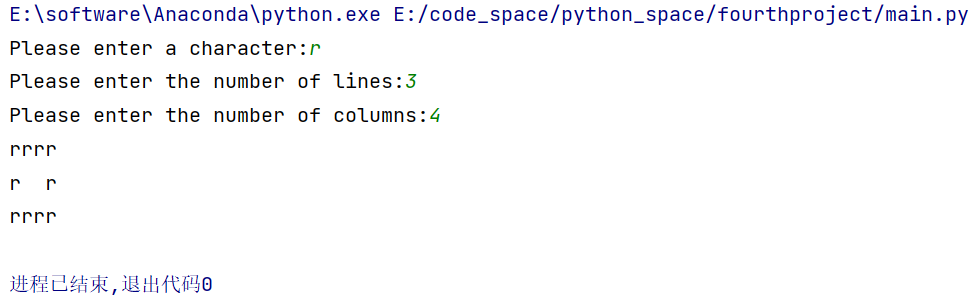 E:\software\Anaconda\python.exe E:/code_space/python_space/fourthproject/main.py
Please enter a character:r
Please enter the number of lines:3
Please enter the number of columns:4
rrrr
r  r
rrrr
进程已结束,退出代码0